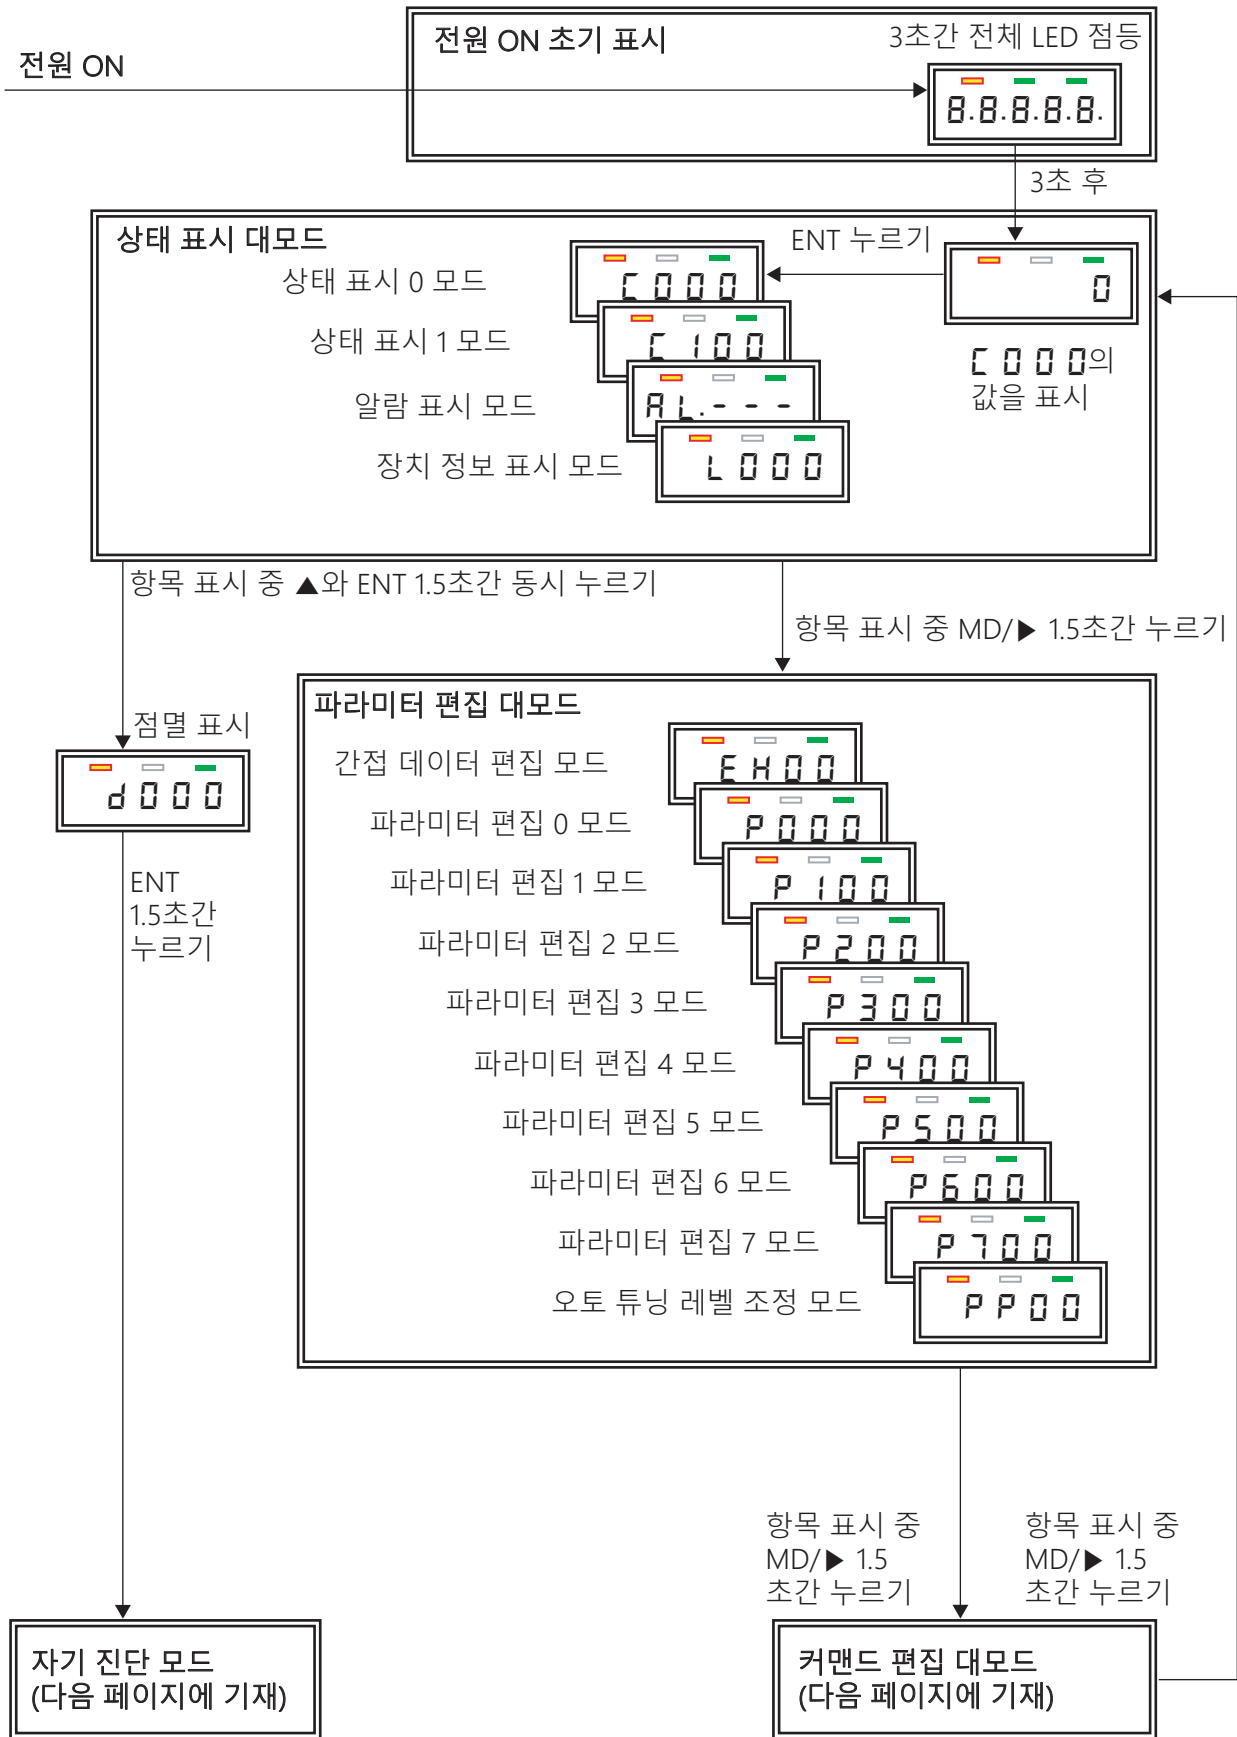 전원 ON 초기 표시
3초간 전체 LED 점등
전원 ON
8.8.8.8.8.
3초 후
상태 표시 대모드
ENT 누르기
상태 표시 0 모드
C000
0
상태 표시 1 모드
C100
C000의
값을 표시
알람 표시 모드
AL.---
장치 정보 표시 모드
L000
항목 표시 중 ▲와 ENT 1.5초간 동시 누르기
항목 표시 중 MD/▶ 1.5초간 누르기
파라미터 편집 대모드
점멸 표시
d000
간접 데이터 편집 모드
EH00
파라미터 편집 0 모드
P000
파라미터 편집 1 모드
P100
ENT
1.5초간
누르기
파라미터 편집 2 모드
P200
파라미터 편집 3 모드
P300
파라미터 편집 4 모드
P400
파라미터 편집 5 모드
P500
파라미터 편집 6 모드
P600
파라미터 편집 7 모드
P700
오토 튜닝 레벨 조정 모드
PP00
항목 표시 중
MD/▶ 1.5
초간 누르기
항목 표시 중
MD/▶ 1.5
초간 누르기
자기 진단 모드
(다음 페이지에 기재)
커맨드 편집 대모드
(다음 페이지에 기재)